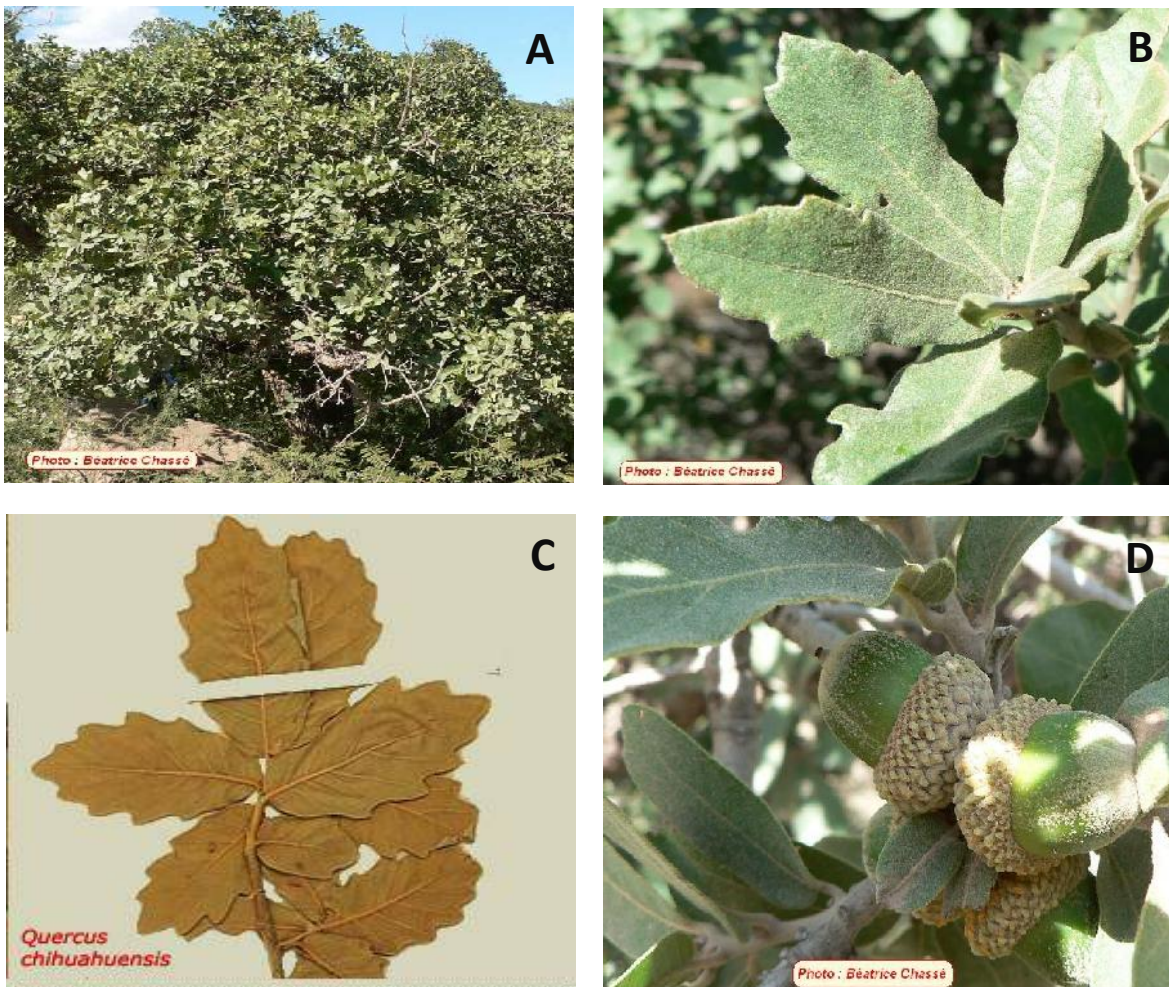 A
Photo : Béatrice Chassé
B
Photo : Béatrice Chassé
C
Quercus
chihuahuensis
D
Photo : Béatrice Chassé